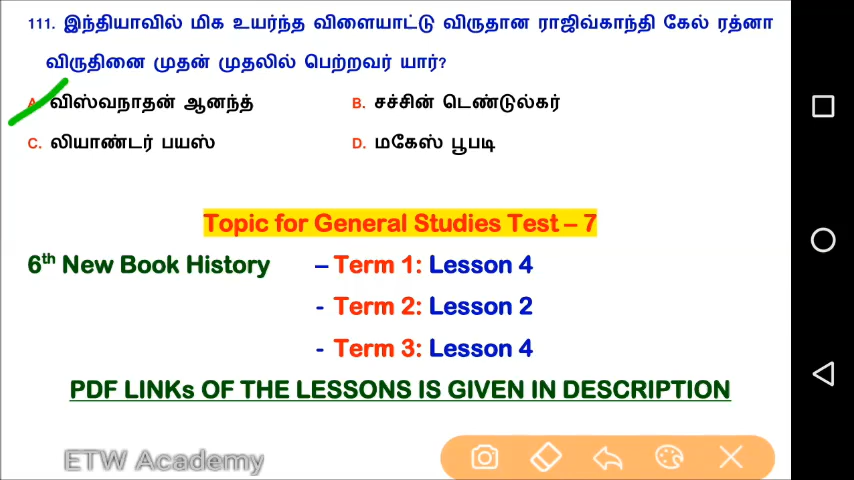 111. இந்தியாவில் மிக உயர்ந்த விளையாட்டு விருதான ராஜிவ்காந்தி கேல் ரத்னா
விருதினை முதன் முதலில் பெற்றவர் யார்?
A. விஸ்வநாதன் ஆனந்த் B. சச்சின் டெண்டுல்கர்
C. லியாண்டர் பயஸ் D. மகேஸ் பூபடி
Topic for General Studies Test – 7
6th New Book History – Term 1: Lesson 4
- Term 2: Lesson 2
- Term 3: Lesson 4
PDF LINKs OF THE LESSONS IS GIVEN IN DESCRIPTION
ETW Academy